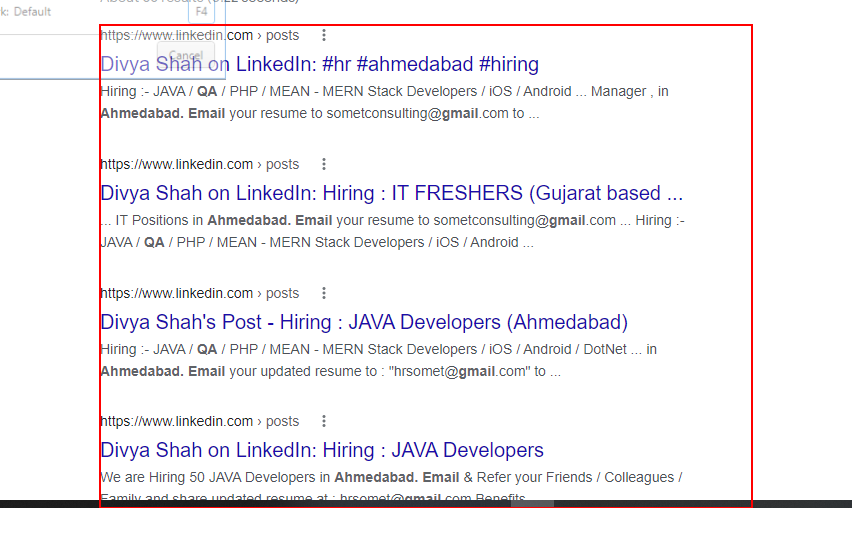 About 66 results (0.22 seconds)
k: Default
F4
https://www.linkedin.com › posts
Cancel
Divya Shah on LinkedIn: #hr #ahmedabad #hiring
Hiring :- JAVA / QA / PHP / MEAN - MERN Stack Developers / iOS / Android ... Manager , in
Ahmedabad. Email your resume to sometconsulting@gmail.com to ...
https://www.linkedin.com › posts
Divya Shah on LinkedIn: Hiring : IT FRESHERS (Gujarat based ...
... IT Positions in Ahmedabad. Email your resume to sometconsulting@gmail.com ... Hiring :-
JAVA / QA / PHP / MEAN - MERN Stack Developers / iOS / Android ...
https://www.linkedin.com › posts
Divya Shah's Post - Hiring : JAVA Developers (Ahmedabad)
Hiring :- JAVA / QA / PHP / MEAN - MERN Stack Developers / iOS / Android / DotNet ... in
Ahmedabad. Email your updated resume to : "hrsomet@gmail.com" to ...
https://www.linkedin.com › posts
Divya Shah on LinkedIn: Hiring : JAVA Developers
We are Hiring 50 JAVA Developers in Ahmedabad. Email & Refer your Friends / Colleagues /
Family and share updated resume at : hrsomet@gmail.com Benefits